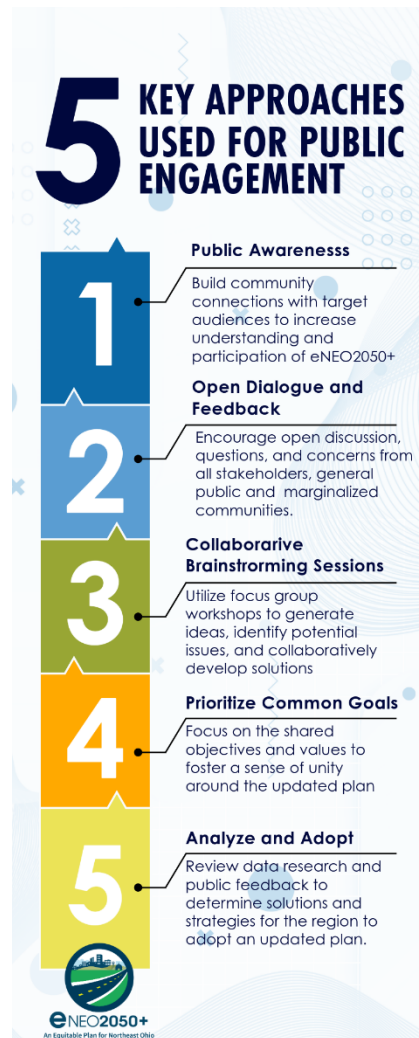 5
KEY APPROACHES
USED FOR PUBLIC
ENGAGEMENT
1
Public Awarenesss
Build community
connections with target
audiences to increase
understanding and
participation of eNEO2050+
2
Open Dialogue and
Feedback
Encourage open discussion,
questions, and concerns from
all stakeholders, general
public and marginalized
communities.
3
Collaborarive
Brainstrorming Sessions
Utilize focus group
workshops to generate
ideas, identify potential
issues, and collaboratively
develop solutions
4
Prioritize Common Goals
Focus on the shared
objectives and values to
foster a sense of unity
around the updated plan
5
Analyze and Adopt
Review data research and
public feedback to
determine solutions and
strategies for the region to
adopt an updated plan.
eNEO2050+
An Equitable Plan for Northeast Ohio